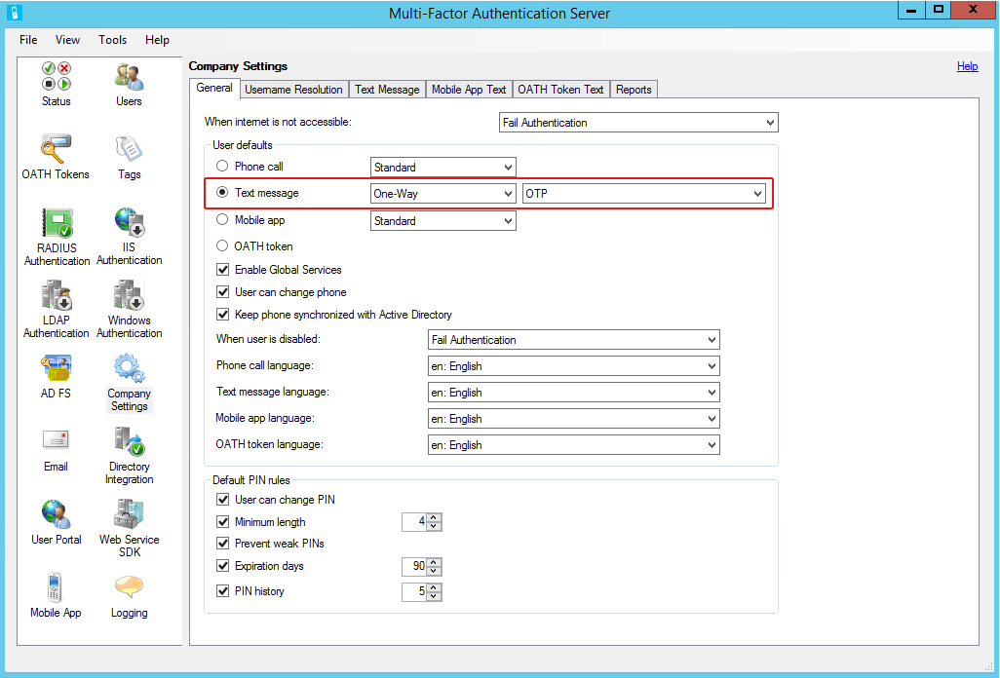 Multi-Factor Authentication Server
File View Tools Help
Status
Users
OATH Tokens
Tags
RADIUS
Authentication
IIS
Authentication
LDAP
Authentication
Windows
Authentication
AD FS
Company
Settings
Email
Directory
Integration
User Portal
Web Service
SDK
Mobile App
Logging
Company Settings
Help
General Username Resolution Text Message Mobile App Text OATH Token Text Reports
When internet is not accessible: Fail Authentication
User defaults
Phone call Standard
Text message One-Way OTP
Mobile app Standard
OATH token
Enable Global Services
User can change phone
Keep phone synchronized with Active Directory
When user is disabled: Fail Authentication
Phone call language: en: English
Text message language: en: English
Mobile app language: en: English
OATH token language: en: English
Default PIN rules
User can change PIN
Minimum length 4
Prevent weak PINs
Expiration days 90
PIN history 5